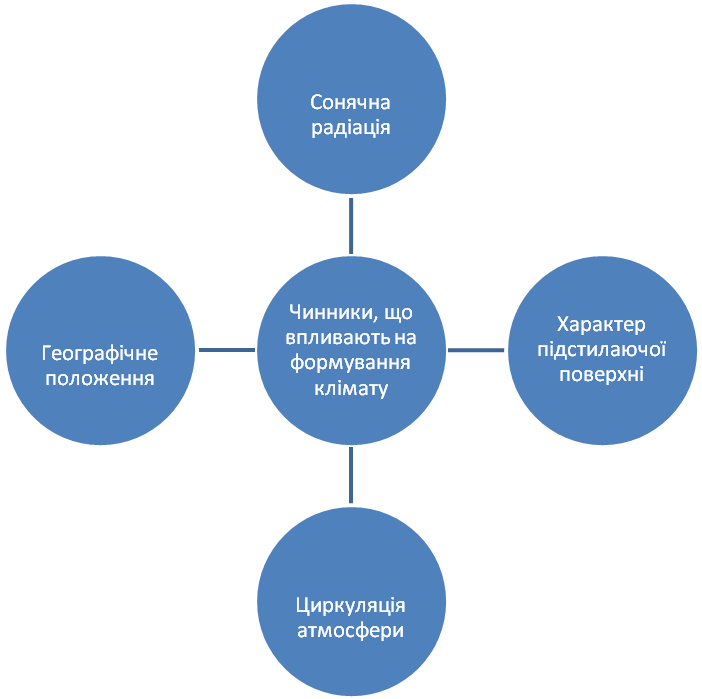 Сонячна
радіація
Географічне
положення
Чинники, що
впливають на
формування
клімату
Характер
підстилаючої
поверхні
Циркуляція
атмосфери